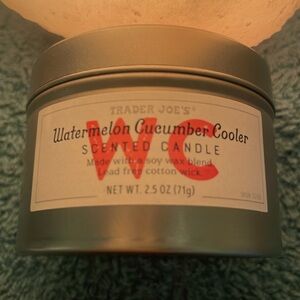 TRADER JOE'S®
Watermelon Cucumber Cooler
SCENTED CANDLE
WC
Made with a soy wax blend
Lead free cotton wick
NET WT. 2.5 OZ (71g)